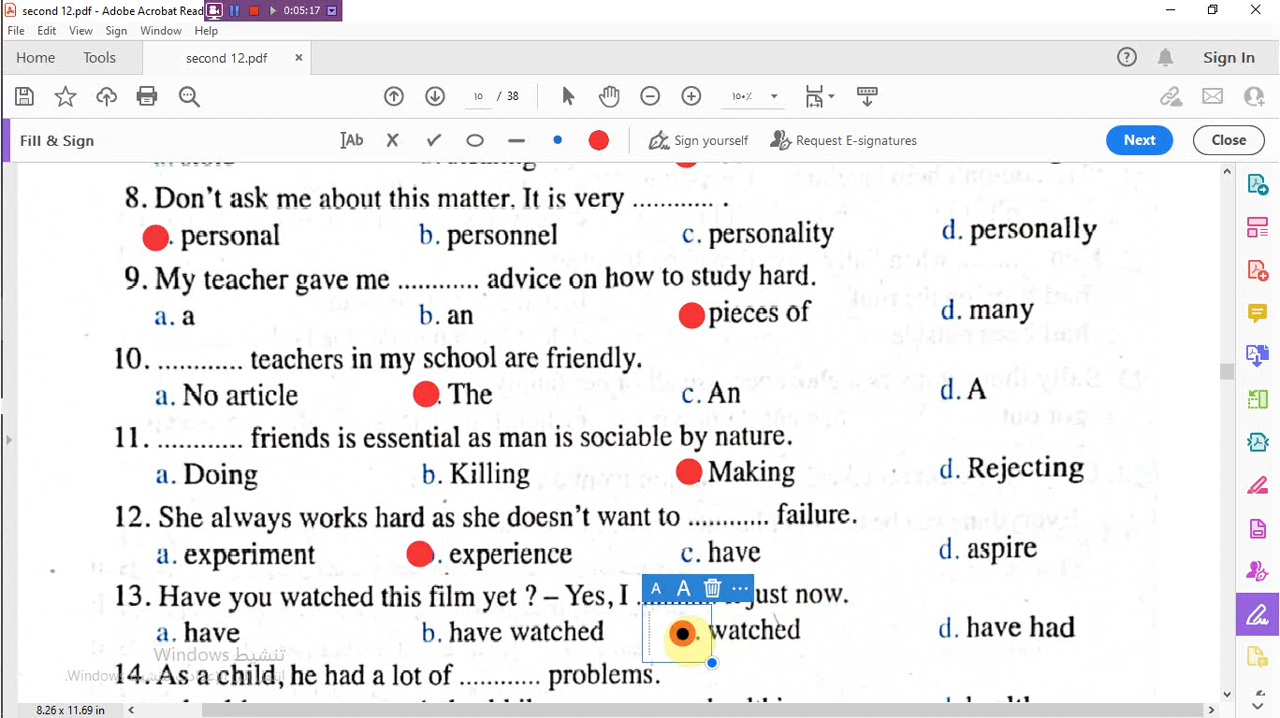 second 12.pdf - Adobe Acrobat Read
0:05:17
File Edit View Sign Window Help
Home Tools second 12.pdf × Sign In
١٥ / 38
١٥٠٪
Fill & Sign Ab Sign yourself Request E-signatures Next Close
8. Don't ask me about this matter. It is very ............ .
. personal b. personnel c. personality d. personally
9. My teacher gave me ............ advice on how to study hard.
a. a b. an pieces of d. many
10. ............ teachers in my school are friendly.
a. No article . The c. An d. A
11. ............ friends is essential as man is sociable by nature.
a. Doing b. Killing Making d. Rejecting
12. She always works hard as she doesn't want to ............ failure.
a. experiment . experience c. have d. aspire
13. Have you watched this film yet ? – Yes, I just now.
A A ...
a. have b. have watched . watched d. have had
تنشيط Windows
14. As a child, he had a lot of ............ problems.
Windows.
8.26 x 11.69 in